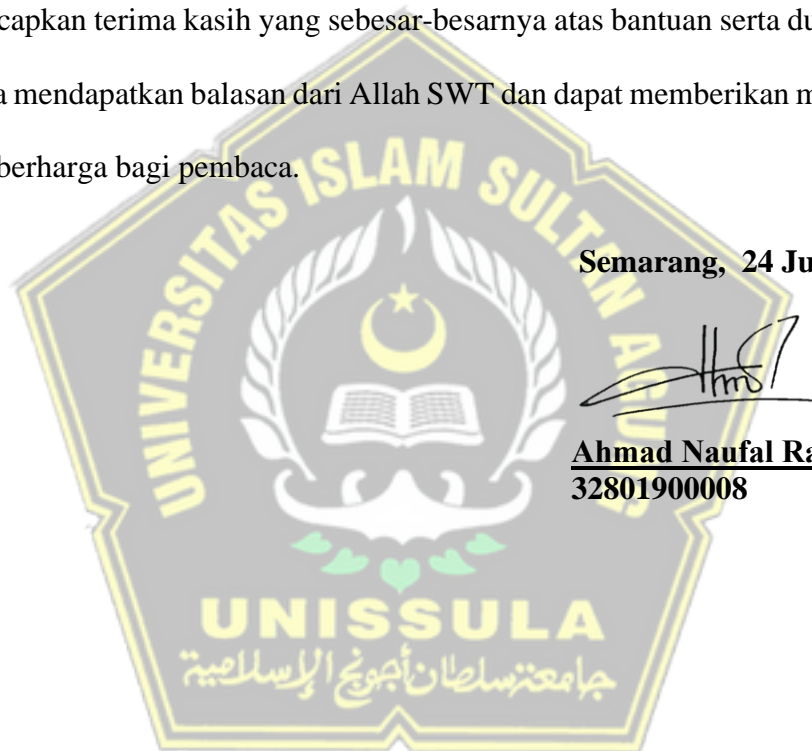 capkan terima kasih yang sebesar-besarnya atas bantuan serta du
a mendapatkan balasan dari Allah SWT dan dapat memberikan m
berharga bagi pembaca.
UNIVERSITAS ISLAM SULTAN AGUNG
Semarang, 24 Ju
Ahmad Naufal Ra
32801900008
UNISSULA
جامعة سلطان أجونج الإسلامية